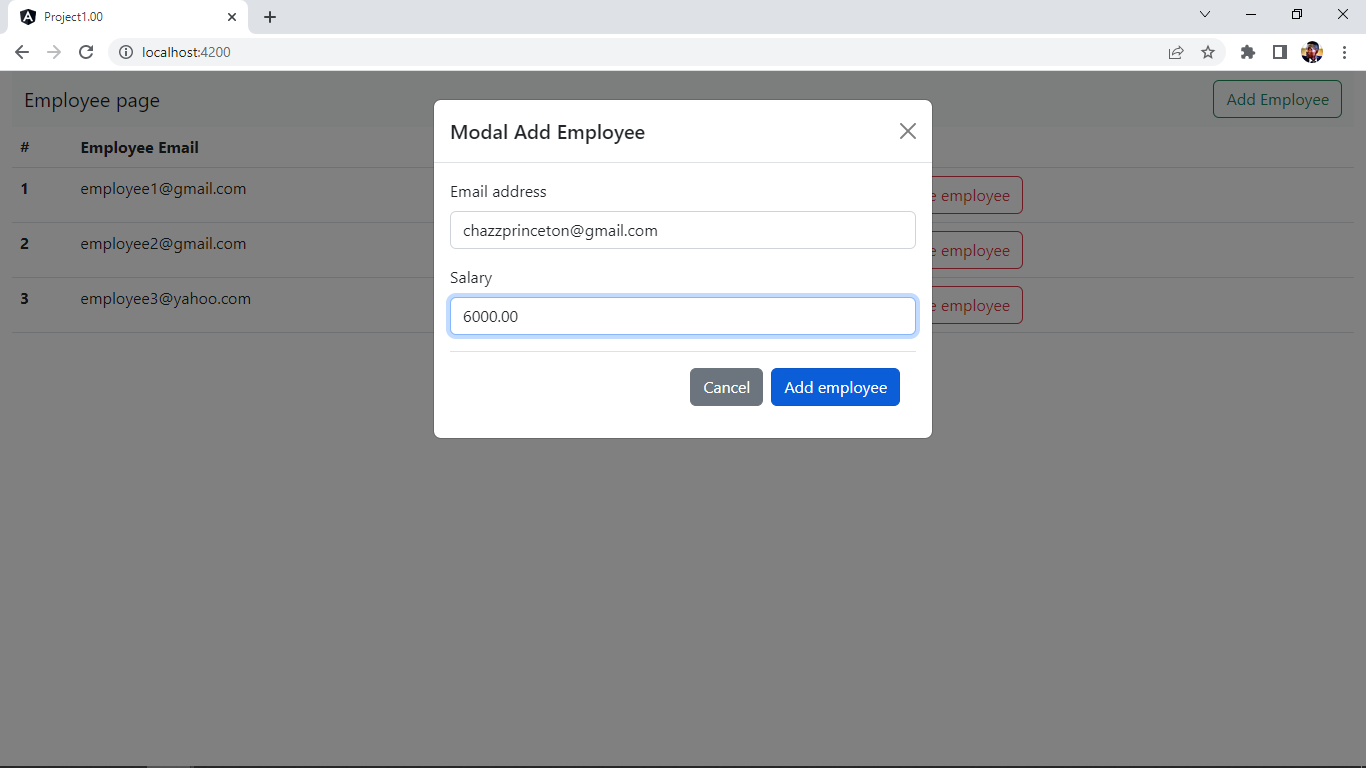 Project1.00
localhost:4200
Employee page
Add Employee
# Employee Email
1 employee1@gmail.com employee
2 employee2@gmail.com employee
3 employee3@yahoo.com employee
Modal Add Employee
Email address
chazzprinceton@gmail.com
Salary
6000.00
Cancel Add employee